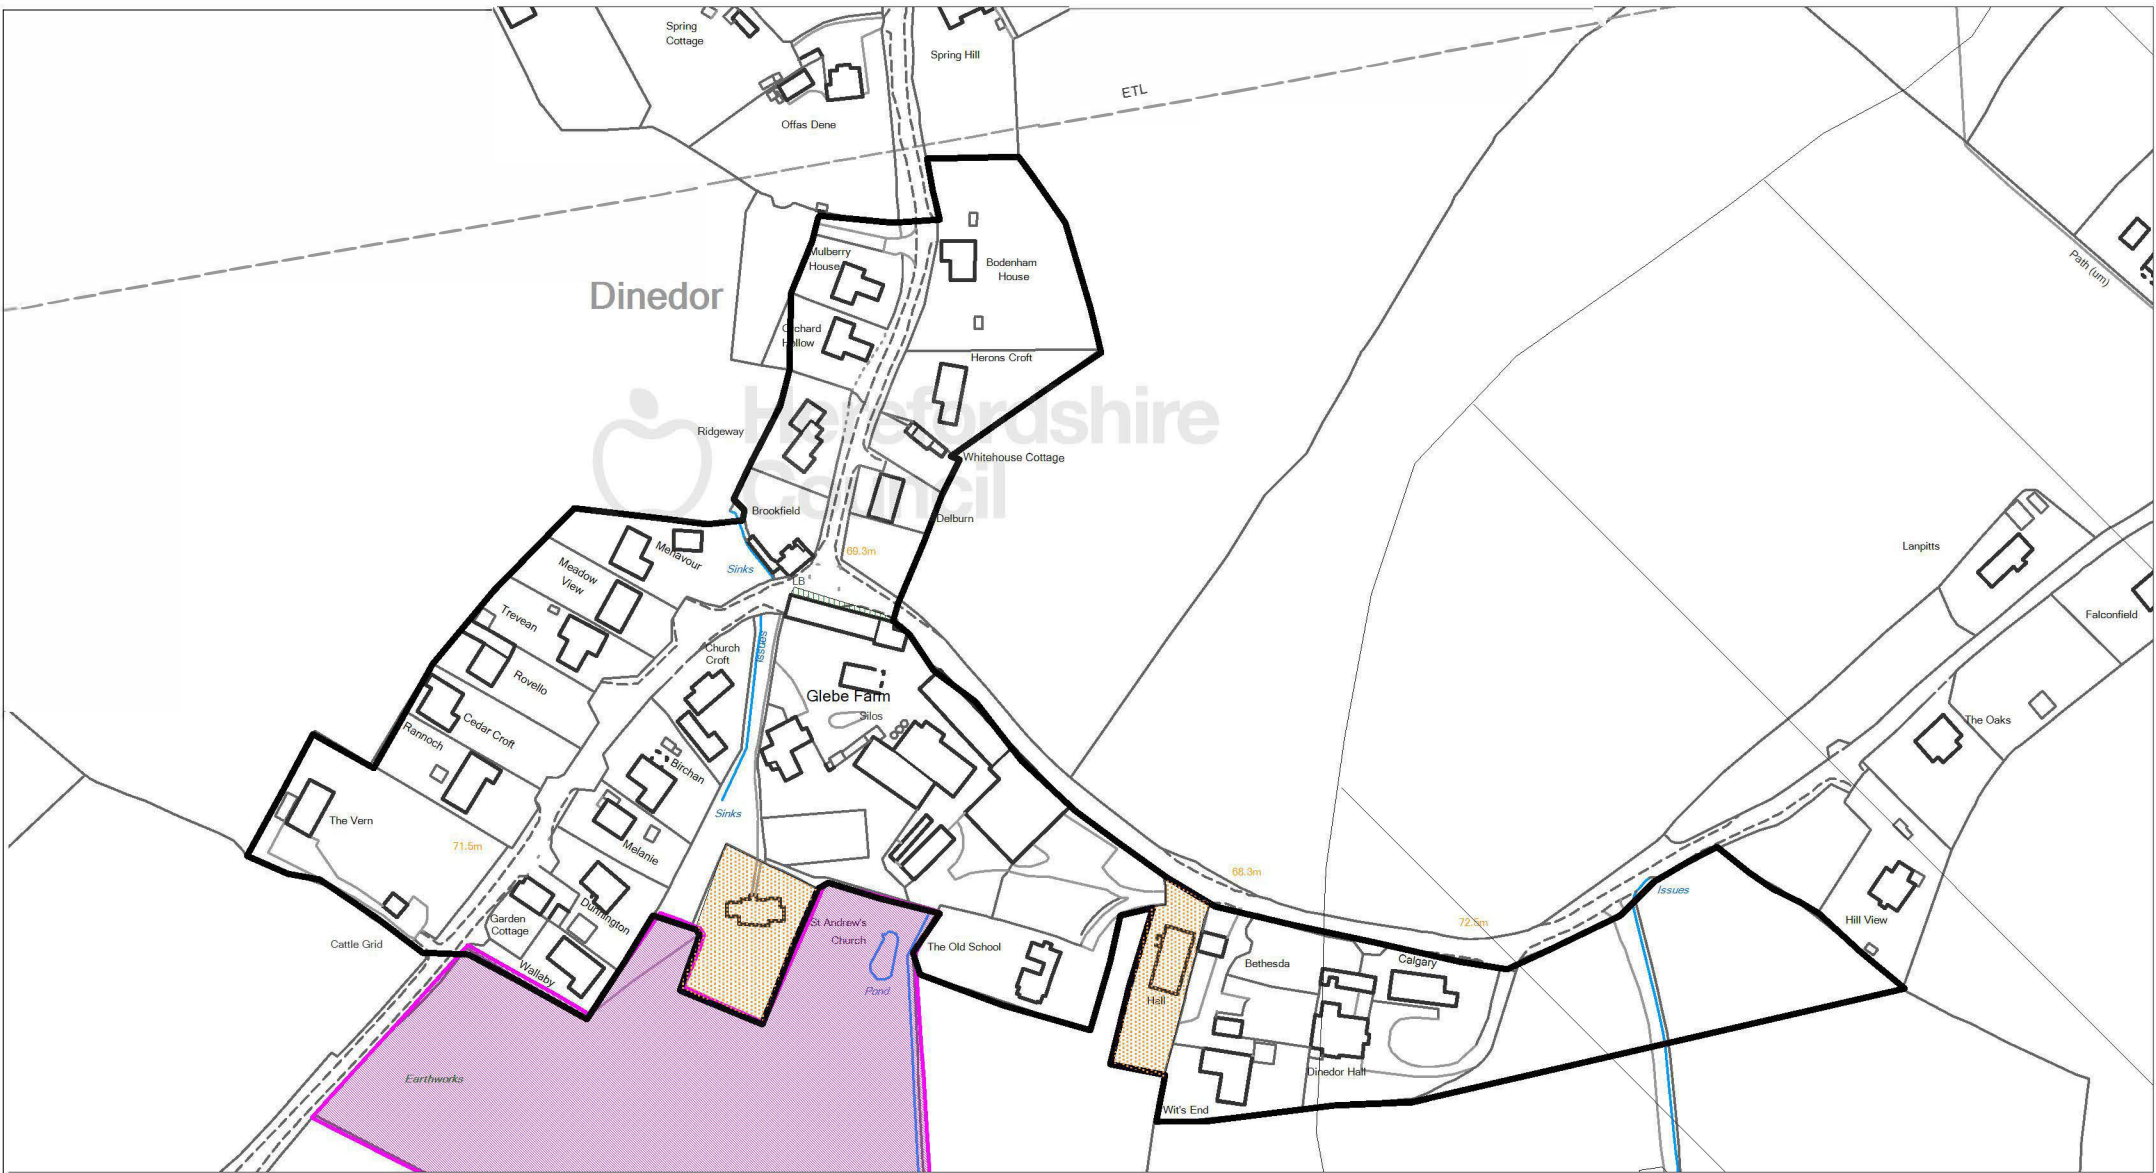 Spring
Cottage
Spring Hill
ETL
Offas Dene
Path (um)
Mulberry
House
Bodenham
House
Dinedor
Orchard
Hollow
Herons Croft
Herefordshire
Council
Ridgeway
Whitehouse Cottage
Brookfield
Delburn
Menavour
69.3m
Lanpitts
Meadow
View
Sinks
LB
Trevean
Issues
Falconfield
Church
Croft
Rovello
Glebe Farm
Silos
Cedar Croft
The Oaks
Rannoch
Birchan
Sinks
The Vern
71.5m
Melanie
68.3m
Issues
Dunnington
Garden
Cottage
St Andrew's
Church
72.5m
Hill View
Cattle Grid
The Old School
Bethesda
Calgary
Wallaby
Pond
Hall
Earthworks
Dinedor Hall
Wit's End